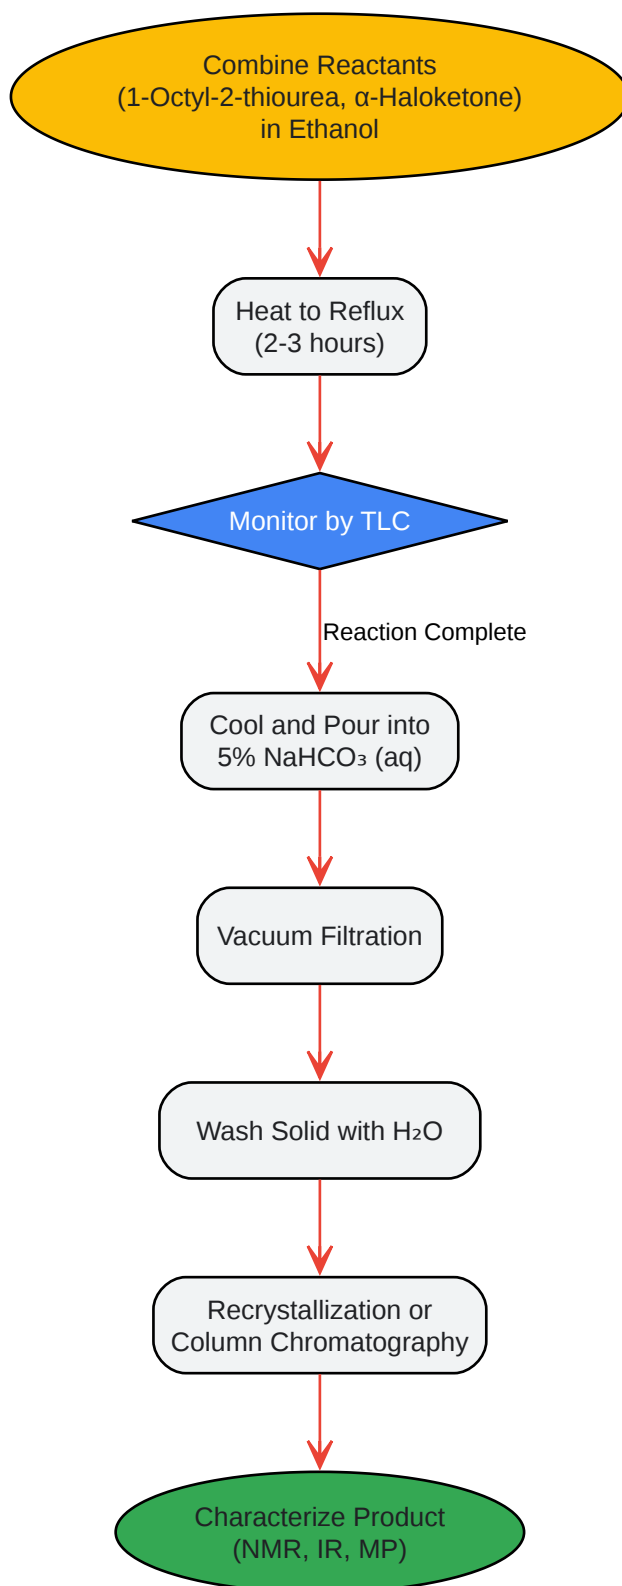 Combine Reactants
(1-Octyl-2-thiourea, α-Haloketone)
in Ethanol
Heat to Reflux
(2-3 hours)
Monitor by TLC
Reaction Complete
Cool and Pour into
5% NaHCO₃ (aq)
Vacuum Filtration
Wash Solid with H₂O
Recrystallization or
Column Chromatography
Characterize Product
(NMR, IR, MP)